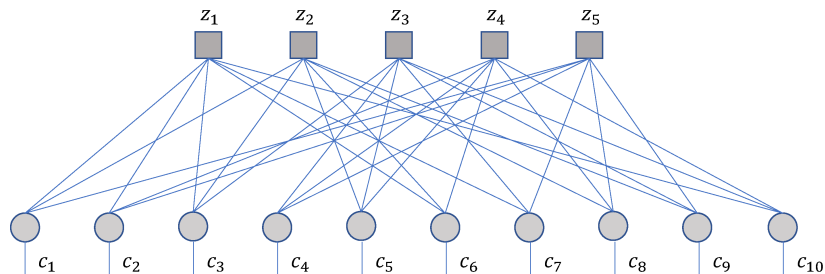 z₁ z₂ z₃ z₄ z₅
c₁ c₂ c₃ c₄ c₅ c₆ c₇ c₈ c₉ c₁₀